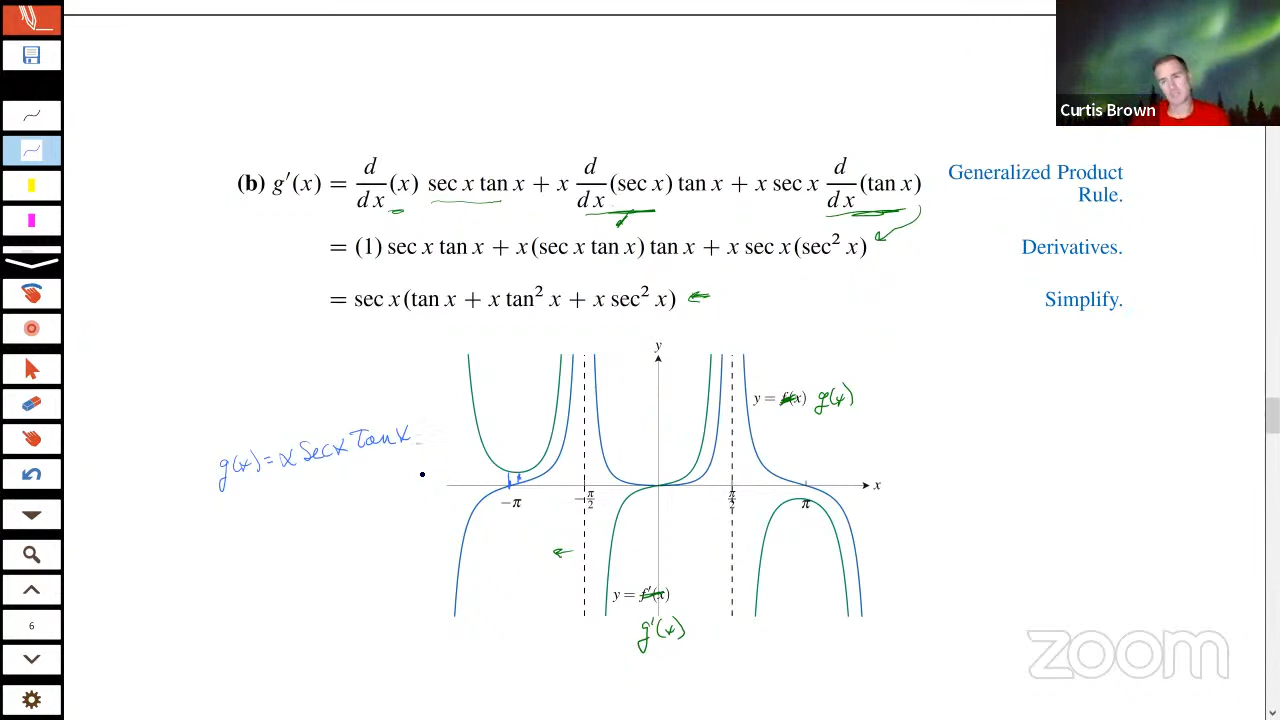 Curtis Brown
(b) g′(x) = d/dx (x) sec x tan x + x d/dx (sec x) tan x + x sec x d/dx (tan x)
Generalized Product
Rule.
= (1) sec x tan x + x(sec x tan x) tan x + x sec x(sec² x)
Derivatives.
= sec x(tan x + x tan² x + x sec² x)
Simplify.
y
y = f(x) g(x)
g(x) = x Sec x Tan x
x
−π
−π/2
π/2
π
y = f′(x)
g′(x)
6
zoom